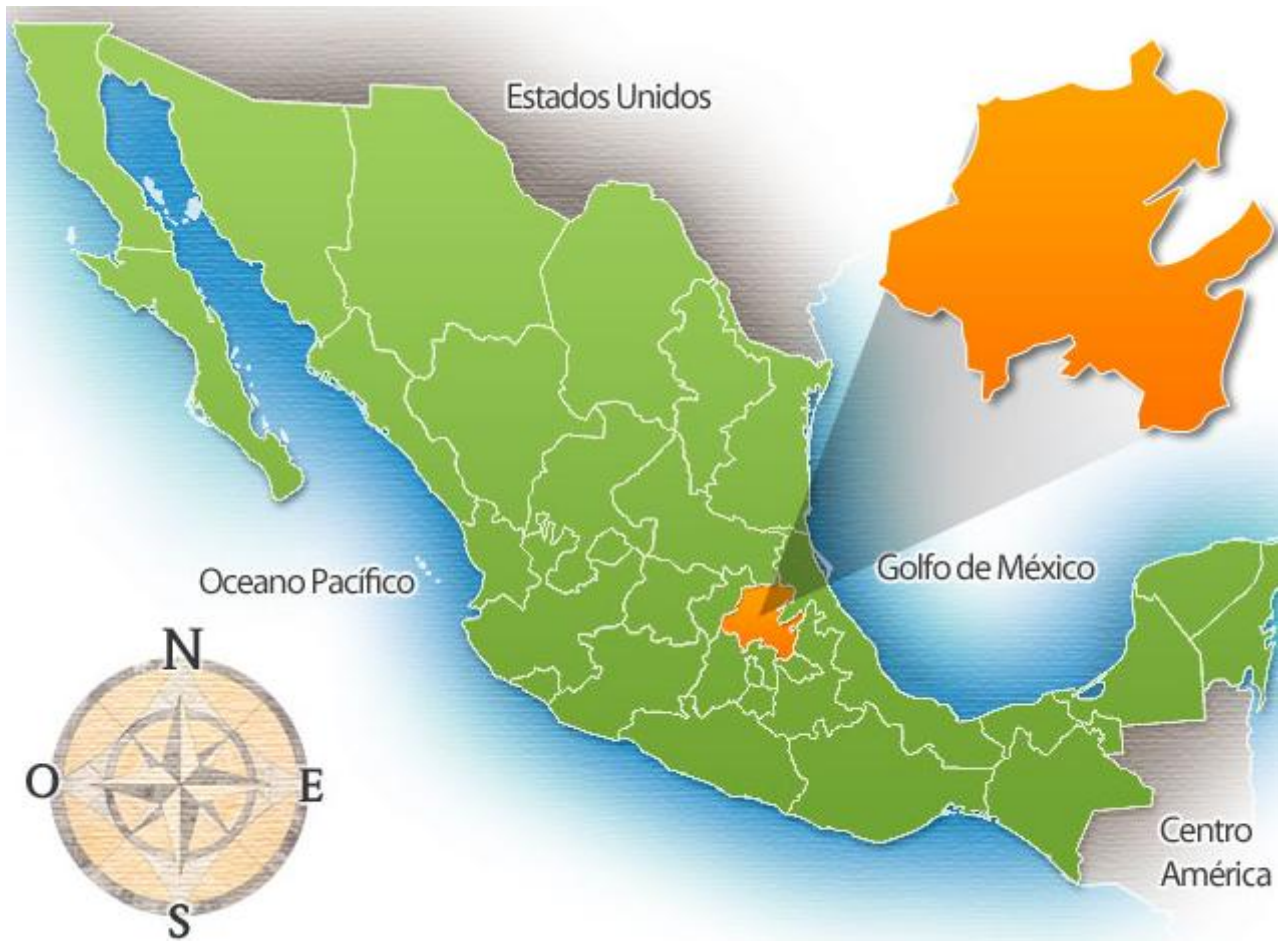 Estados Unidos
Golfo de México
Oceano Pacífico
N
O
E
S
Centro
América